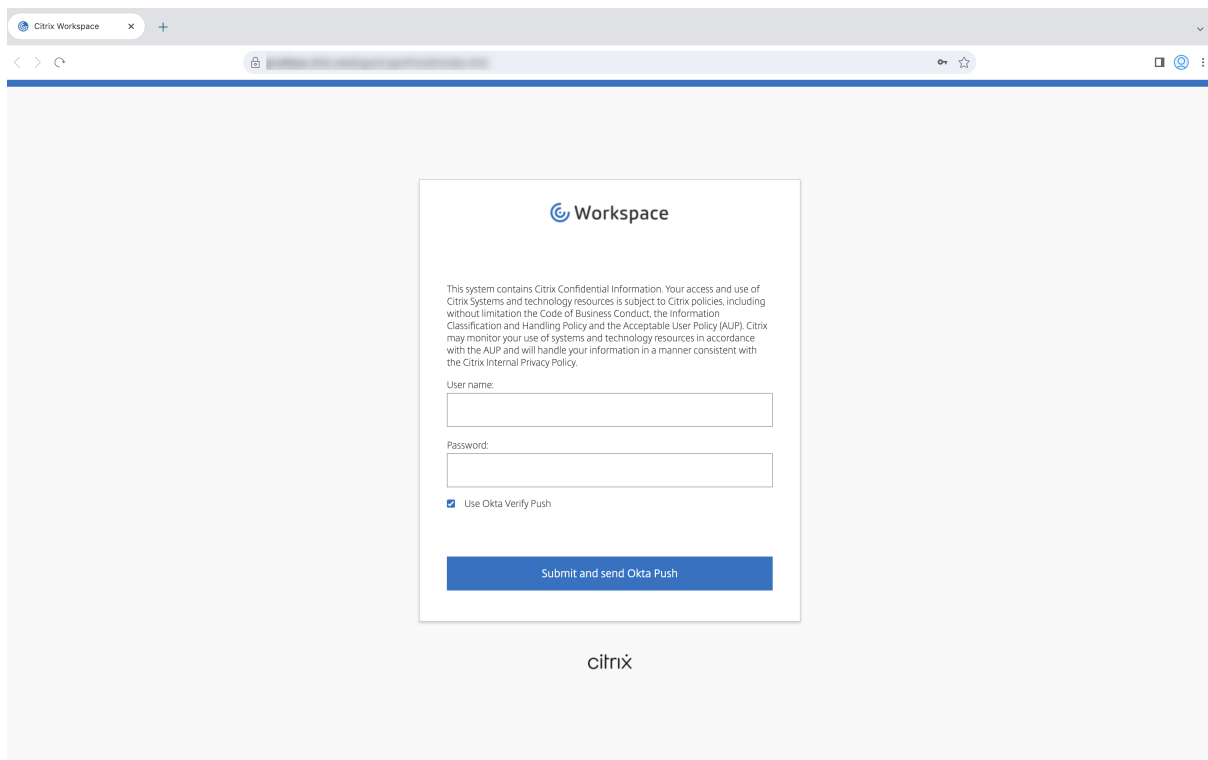 Citrix Workspace
Workspace
This system contains Citrix Confidential Information. Your access and use of
Citrix Systems and technology resources is subject to Citrix policies, including
without limitation the Code of Business Conduct, the Information
Classification and Handling Policy and the Acceptable User Policy (AUP). Citrix
may monitor your use of systems and technology resources in accordance
with the AUP and will handle your information in a manner consistent with
the Citrix Internal Privacy Policy.
User name:
Password:
Use Okta Verify Push
Submit and send Okta Push
citrix